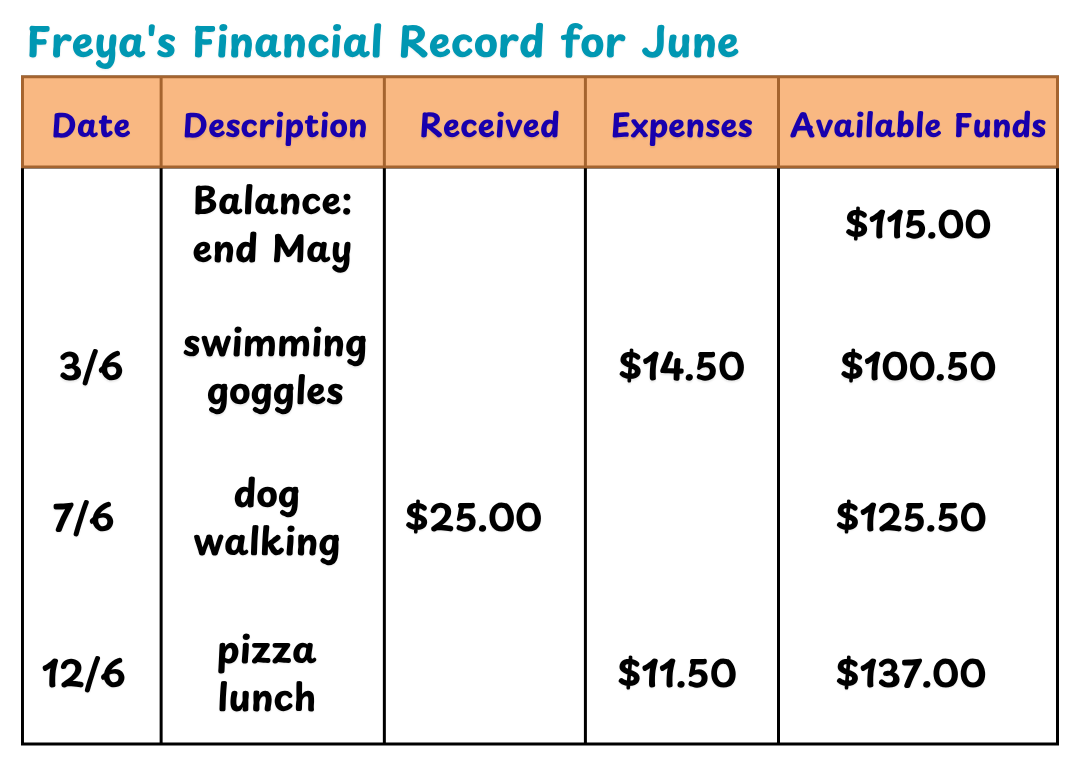 Freya's Financial Record for June
Date Description Received Expenses Available Funds
Balance:
end May $115.00
swimming
3/6 goggles $14.50 $100.50
dog
7/6 walking $25.00 $125.50
pizza
12/6 lunch $11.50 $137.00